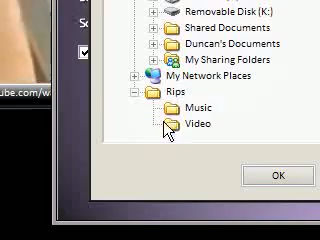 Removable Disk (K:)
Shared Documents
Duncan's Documents
My Sharing Folders
My Network Places
Rips
Music
Video
OK